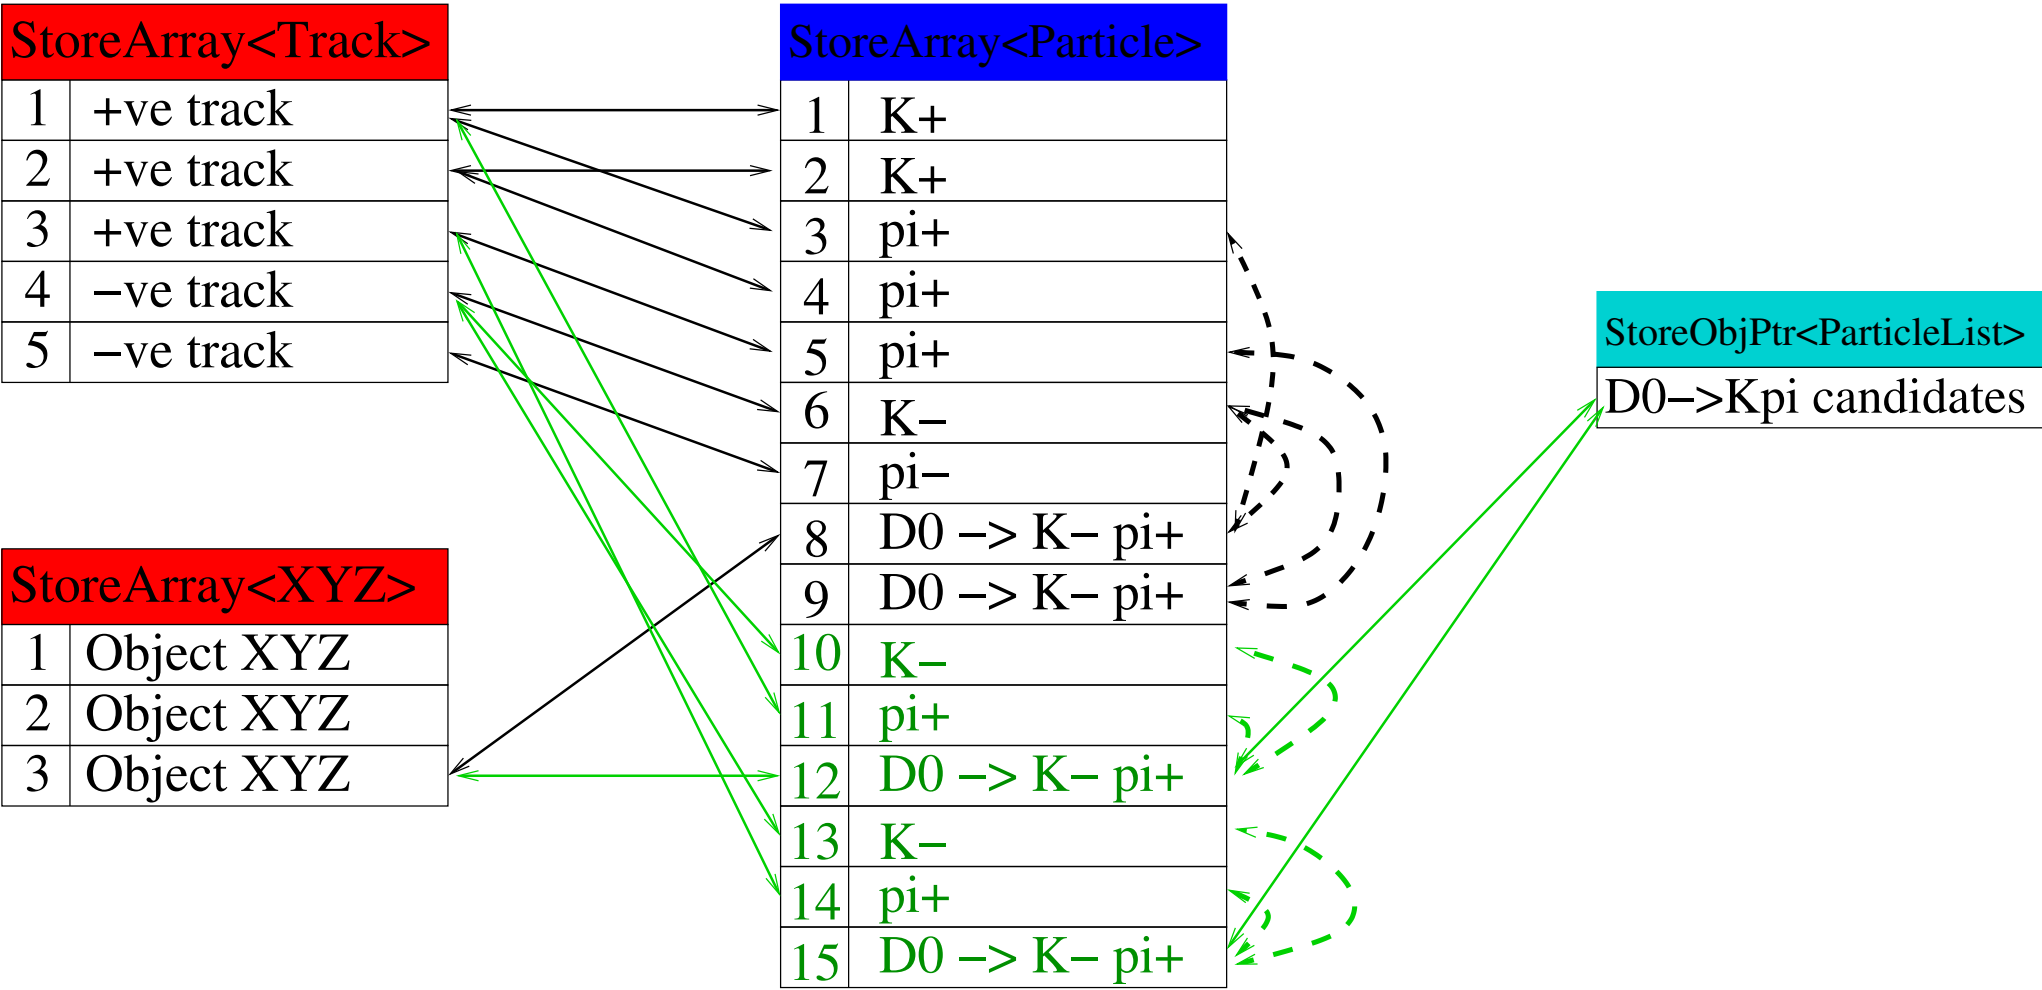 StoreArray<Track>
1 +ve track
2 +ve track
3 +ve track
4 −ve track
5 −ve track
StoreArray<XYZ>
1 Object XYZ
2 Object XYZ
3 Object XYZ
StoreArray<Particle>
1 K+
2 K+
3 pi+
4 pi+
5 pi+
6 K−
7 pi−
8 D0 −> K− pi+
9 D0 −> K− pi+
10 K−
11 pi+
12 D0 −> K− pi+
13 K−
14 pi+
15 D0 −> K− pi+
StoreObjPtr<ParticleList>
D0−>Kpi candidates